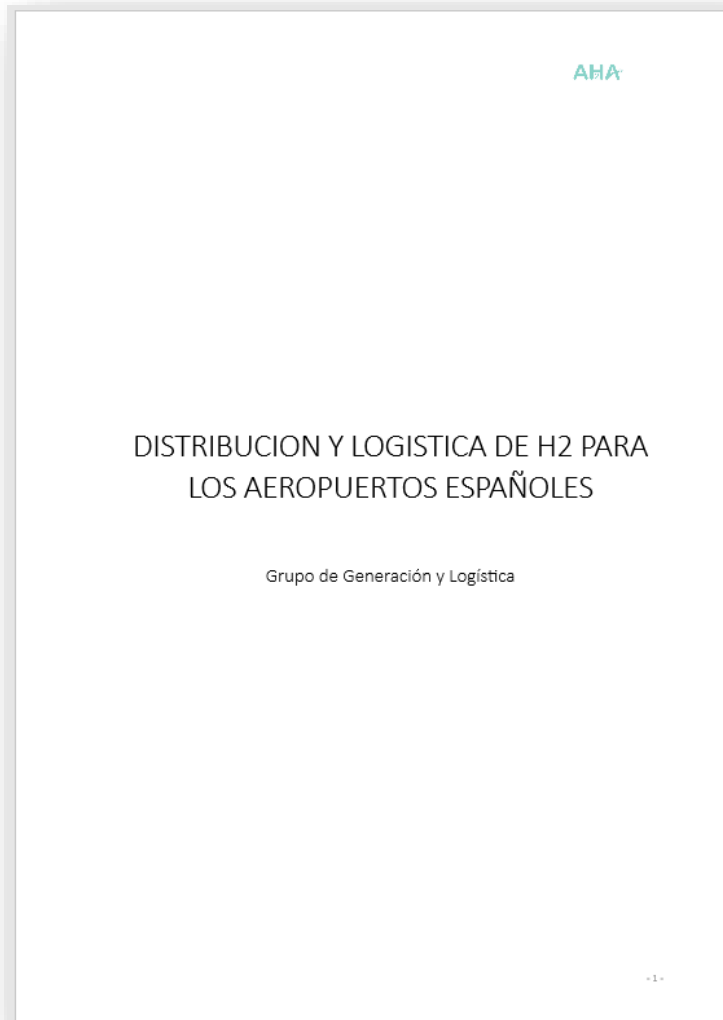 AHA
DISTRIBUCION Y LOGISTICA DE H2 PARA
LOS AEROPUERTOS ESPAÑOLES
Grupo de Generación y Logística
- 1 -